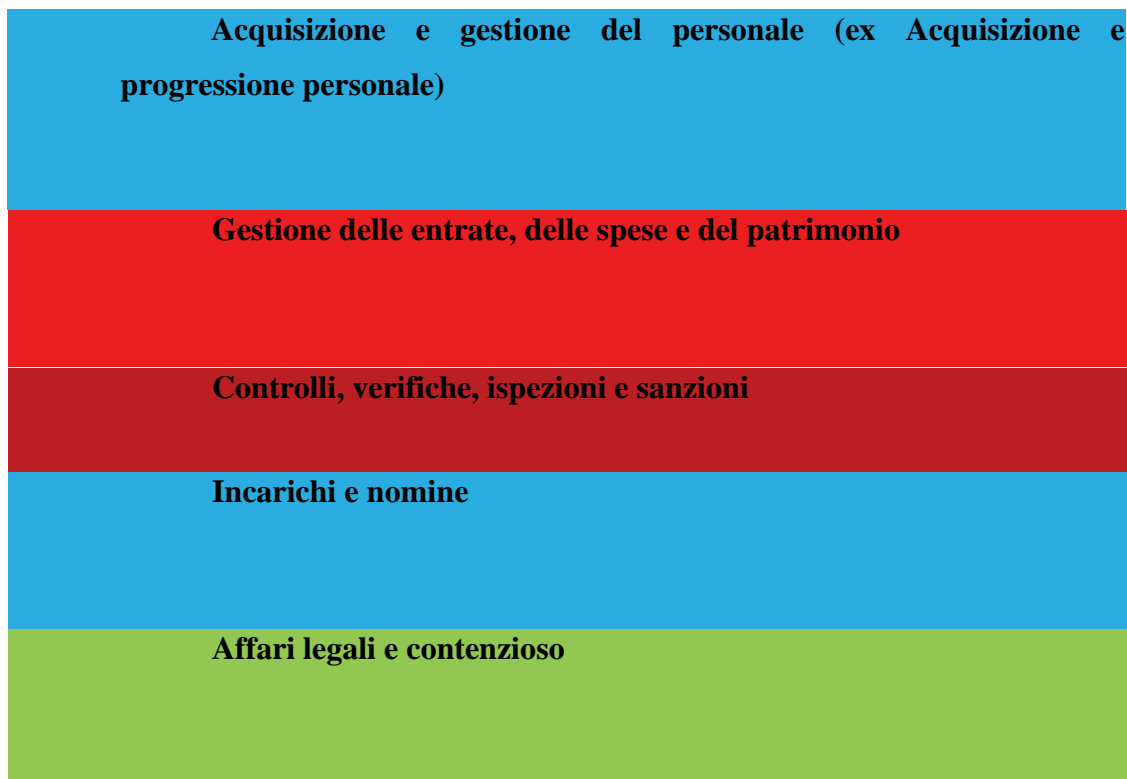 Acquisizione e gestione del personale (ex Acquisizione e
progressione personale)
Gestione delle entrate, delle spese e del patrimonio
Controlli, verifiche, ispezioni e sanzioni
Incarichi e nomine
Affari legali e contenzioso